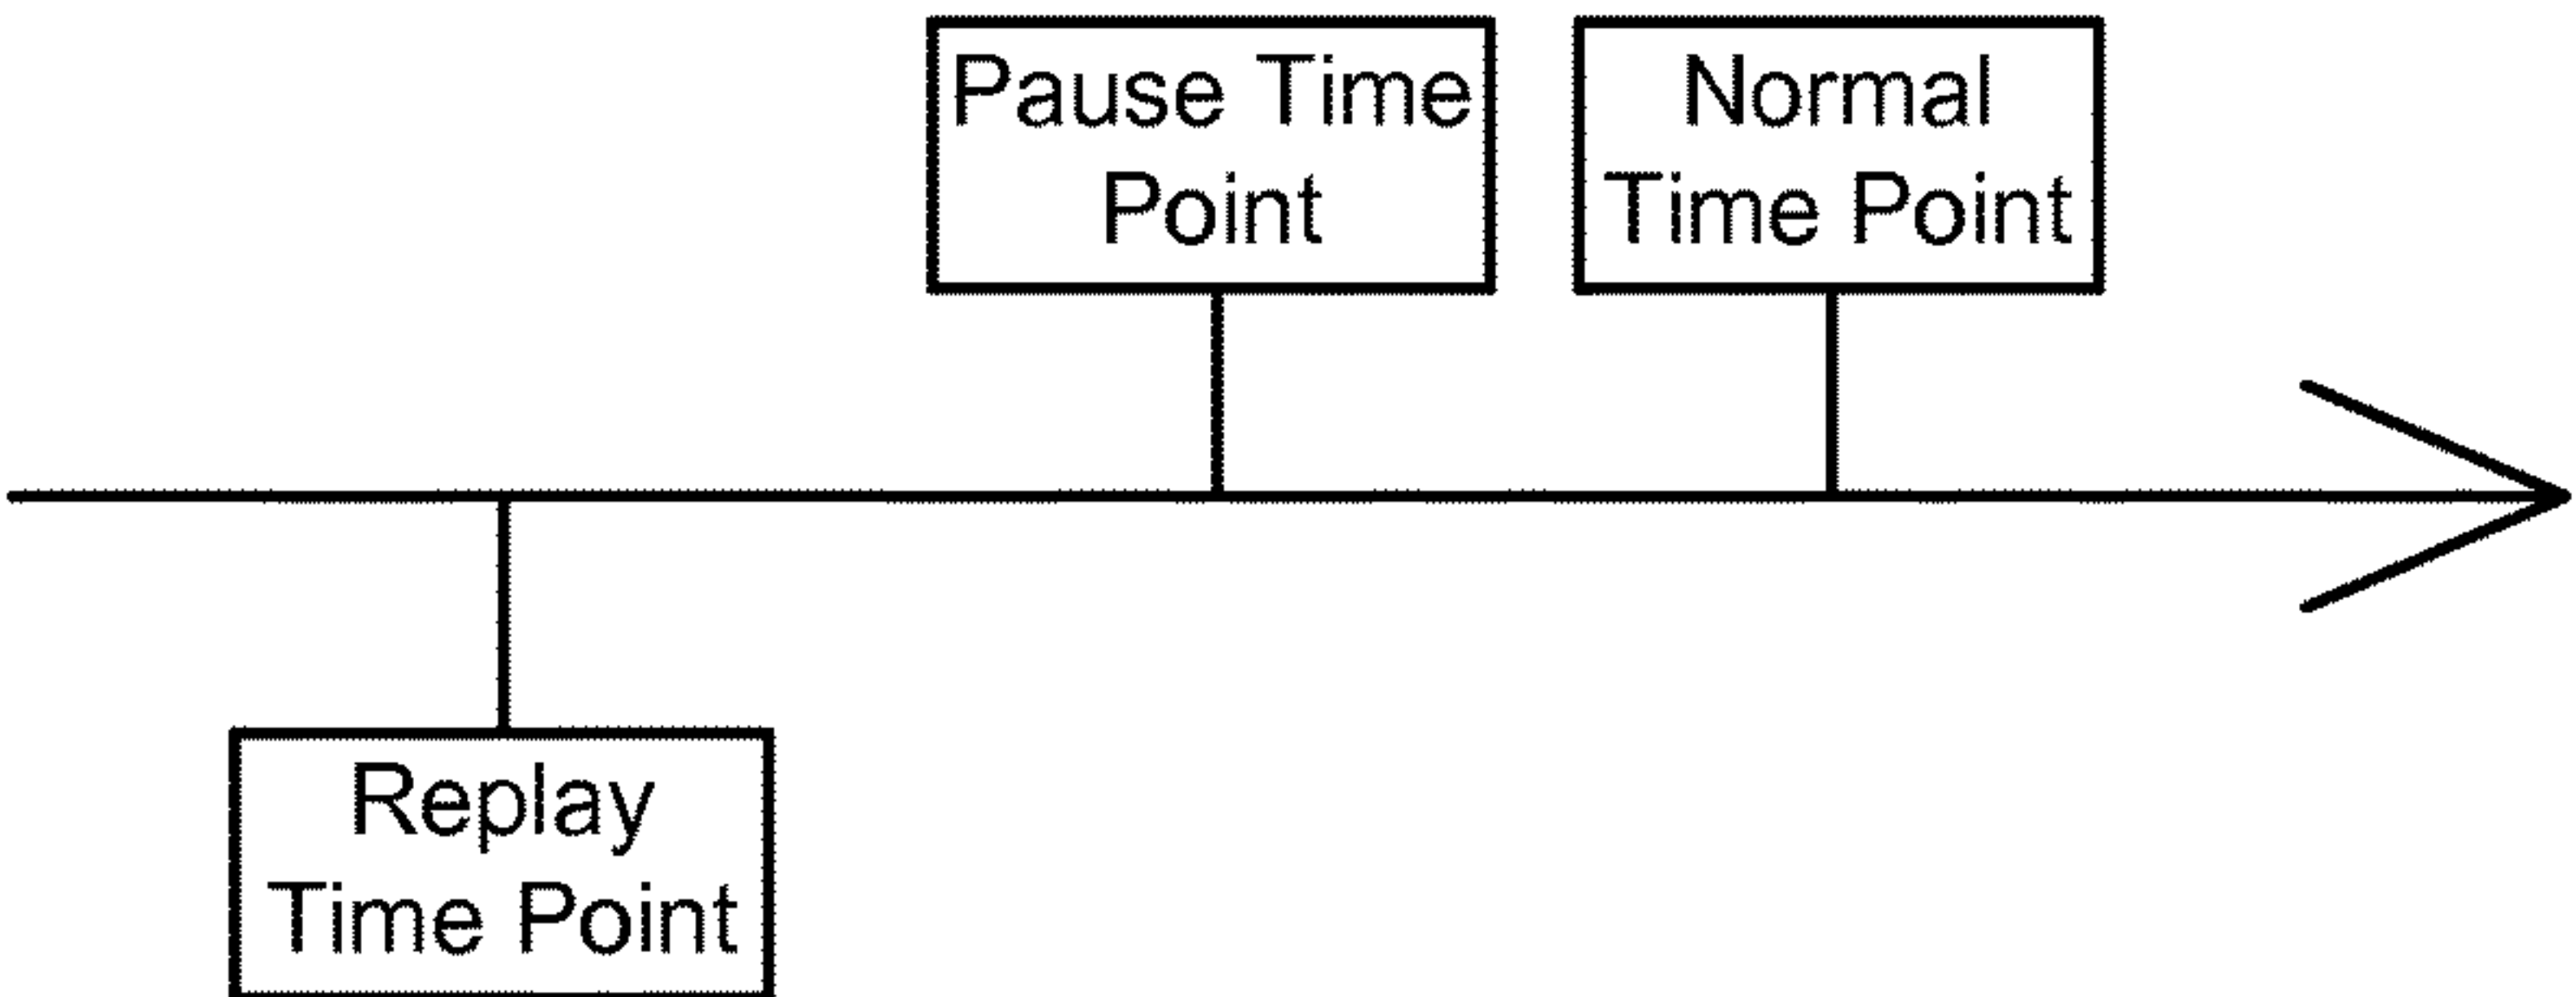 Pause Time
Point
Normal
Time Point
Replay
Time Point